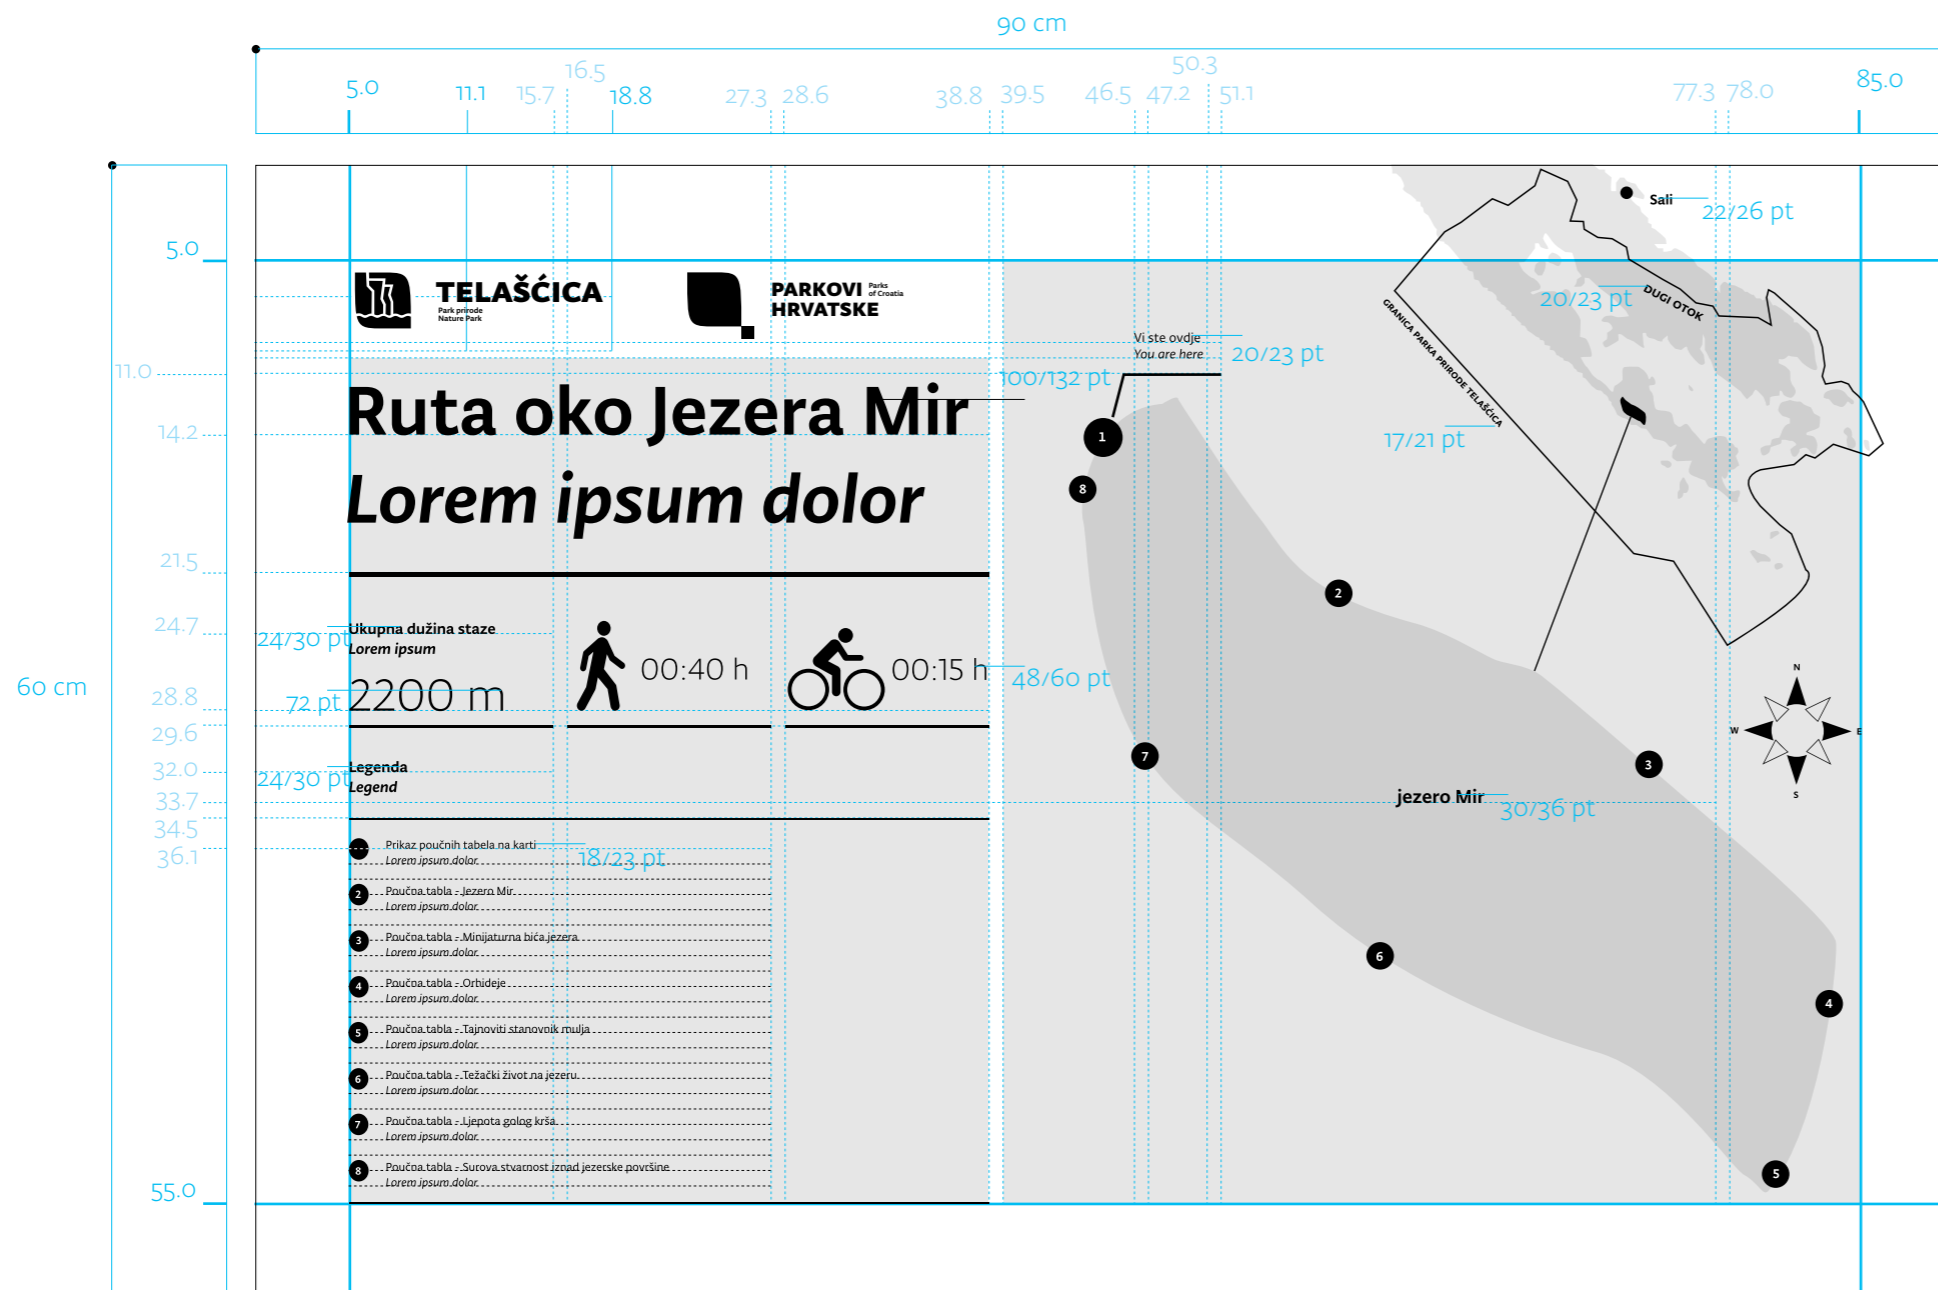 90 cm
5.0 11.1 15.7 16.5 18.8 27.3 28.6 38.8 39.5 46.5 47.2 50.3 51.1 77.3 78.0 85.0
60 cm
5.0
11.0
14.2
21.5
24.7
28.8
29.6
32.0
33.7
34.5
36.1
55.0
TELAŠĆICA
Park prirode
Nature Park
PARKOVI
HRVATSKE
Parks
of Croatia
Ruta oko Jezera Mir
100/132 pt
Lorem ipsum dolor
24/30 pt
Ukupna dužina staze
Lorem ipsum
72 pt
2200 m
00:40 h
00:15 h
48/60 pt
24/30 pt
Legenda
Legend
Prikaz poučnih tabela na karti
Lorem ipsum dolor
18/23 pt
2 Poučna tabla - Jezero Mir
Lorem ipsum dolor
3 Poučna tabla - Minijaturna bića jezera
Lorem ipsum dolor
4 Poučna tabla - Orhideje
Lorem ipsum dolor
5 Poučna tabla - Tajnoviti stanovnik mulja
Lorem ipsum dolor
6 Poučna tabla - Težački život na jezeru
Lorem ipsum dolor
7 Poučna tabla - Ljepota golog krša
Lorem ipsum dolor
8 Poučna tabla - Surova stvarnost iznad jezerske površine
Lorem ipsum dolor
Vi ste ovdje
You are here
20/23 pt
1
8
2
7
3
6
4
5
jezero Mir
30/36 pt
Sali
22/26 pt
DUGI OTOK
20/23 pt
GRANICA PARKA PRIRODE TELAŠĆICA
17/21 pt
N
W
E
S